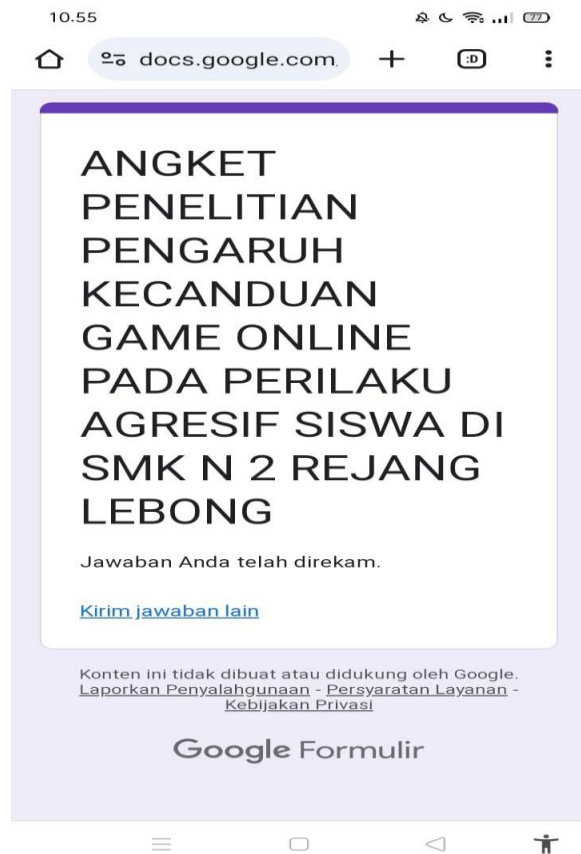 10.55
77
docs.google.com
:D
ANGKET
PENELITIAN
PENGARUH
KECANDUAN
GAME ONLINE
PADA PERILAKU
AGRESIF SISWA DI
SMK N 2 REJANG
LEBONG
Jawaban Anda telah direkam.
Kirim jawaban lain
Konten ini tidak dibuat atau didukung oleh Google.
Laporkan Penyalahgunaan - Persyaratan Layanan -
Kebijakan Privasi
Google Formulir